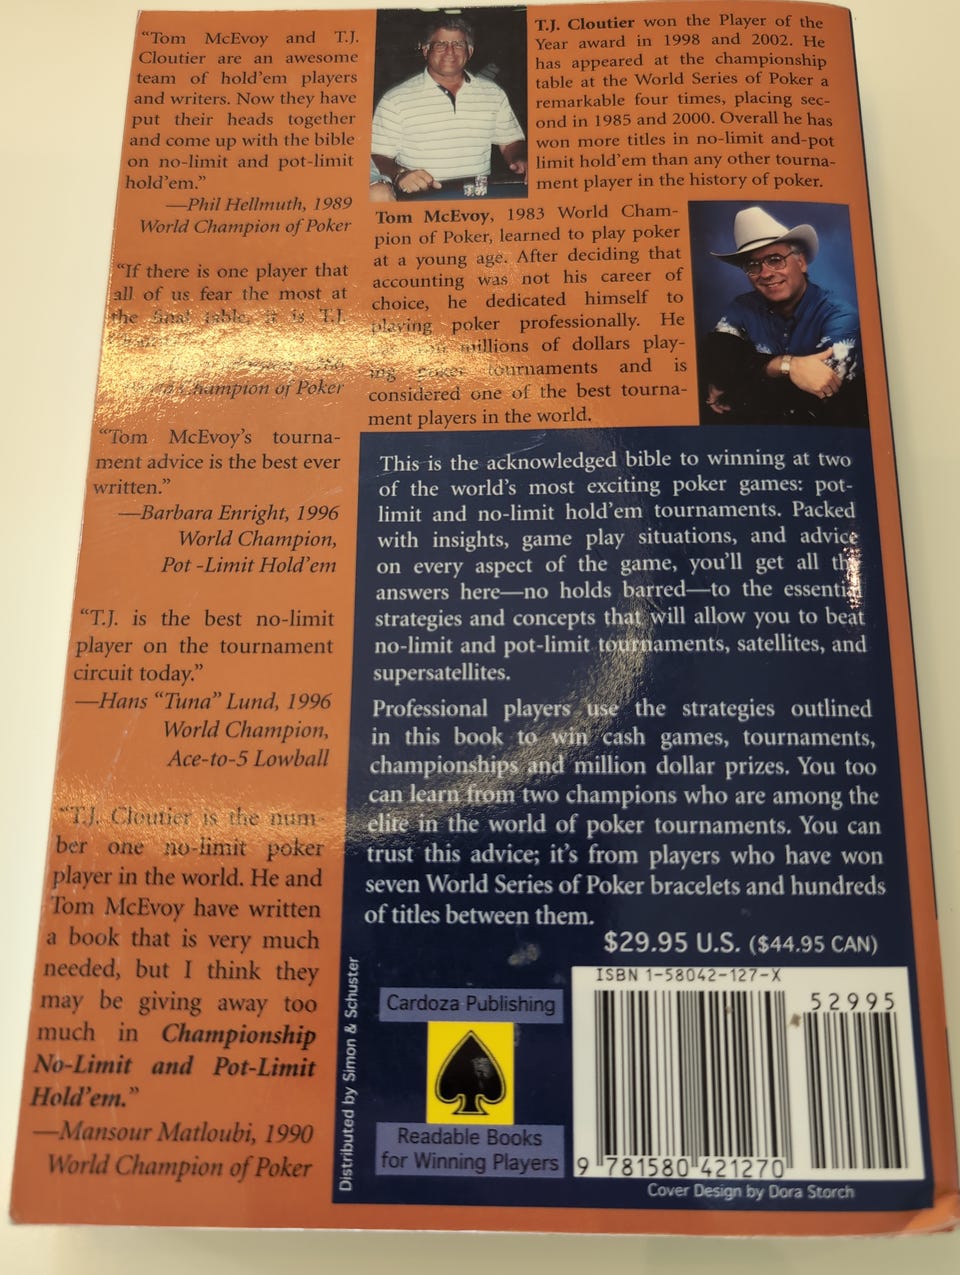 “Tom McEvoy and T.J.
Cloutier are an awesome
team of hold’em players
and writers. Now they have
put their heads together
and come up with the bible
on no-limit and pot-limit
hold’em.”
—Phil Hellmuth, 1989
World Champion of Poker
“If there is one player that
all of us fear the most at
the final table, it is T.J.
Champion of Poker
“Tom McEvoy’s tourna-
ment advice is the best ever
written.”
—Barbara Enright, 1996
World Champion,
Pot -Limit Hold’em
“T.J. is the best no-limit
player on the tournament
circuit today.”
—Hans “Tuna” Lund, 1996
World Champion,
Ace-to-5 Lowball
“T.J. Cloutier is the num-
ber one no-limit poker
player in the world. He and
Tom McEvoy have written
a book that is very much
needed, but I think they
may be giving away too
much in Championship
No-Limit and Pot-Limit
Hold’em.”
—Mansour Matloubi, 1990
World Champion of Poker
T.J. Cloutier won the Player of the
Year award in 1998 and 2002. He
has appeared at the championship
table at the World Series of Poker a
remarkable four times, placing sec-
ond in 1985 and 2000. Overall he has
won more titles in no-limit and-pot
limit hold’em than any other tourna-
ment player in the history of poker.
Tom McEvoy, 1983 World Cham-
pion of Poker, learned to play poker
at a young age. After deciding that
accounting was not his career of
choice, he dedicated himself to
playing poker professionally. He
millions of dollars play-
ing poker tournaments and is
considered one of the best tourna-
ment players in the world.
This is the acknowledged bible to winning at two
of the world’s most exciting poker games: pot-
limit and no-limit hold’em tournaments. Packed
with insights, game play situations, and advice
on every aspect of the game, you’ll get all the
answers here—no holds barred—to the essential
strategies and concepts that will allow you to beat
no-limit and pot-limit tournaments, satellites, and
supersatellites.
Professional players use the strategies outlined
in this book to win cash games, tournaments,
championships and million dollar prizes. You too
can learn from two champions who are among the
elite in the world of poker tournaments. You can
trust this advice; it’s from players who have won
seven World Series of Poker bracelets and hundreds
of titles between them.
$29.95 U.S. ($44.95 CAN)
Distributed by Simon & Schuster
Cardoza Publishing
Readable Books
for Winning Players
ISBN 1-58042-127-X
52995
9 781580 421270
Cover Design by Dora Storch